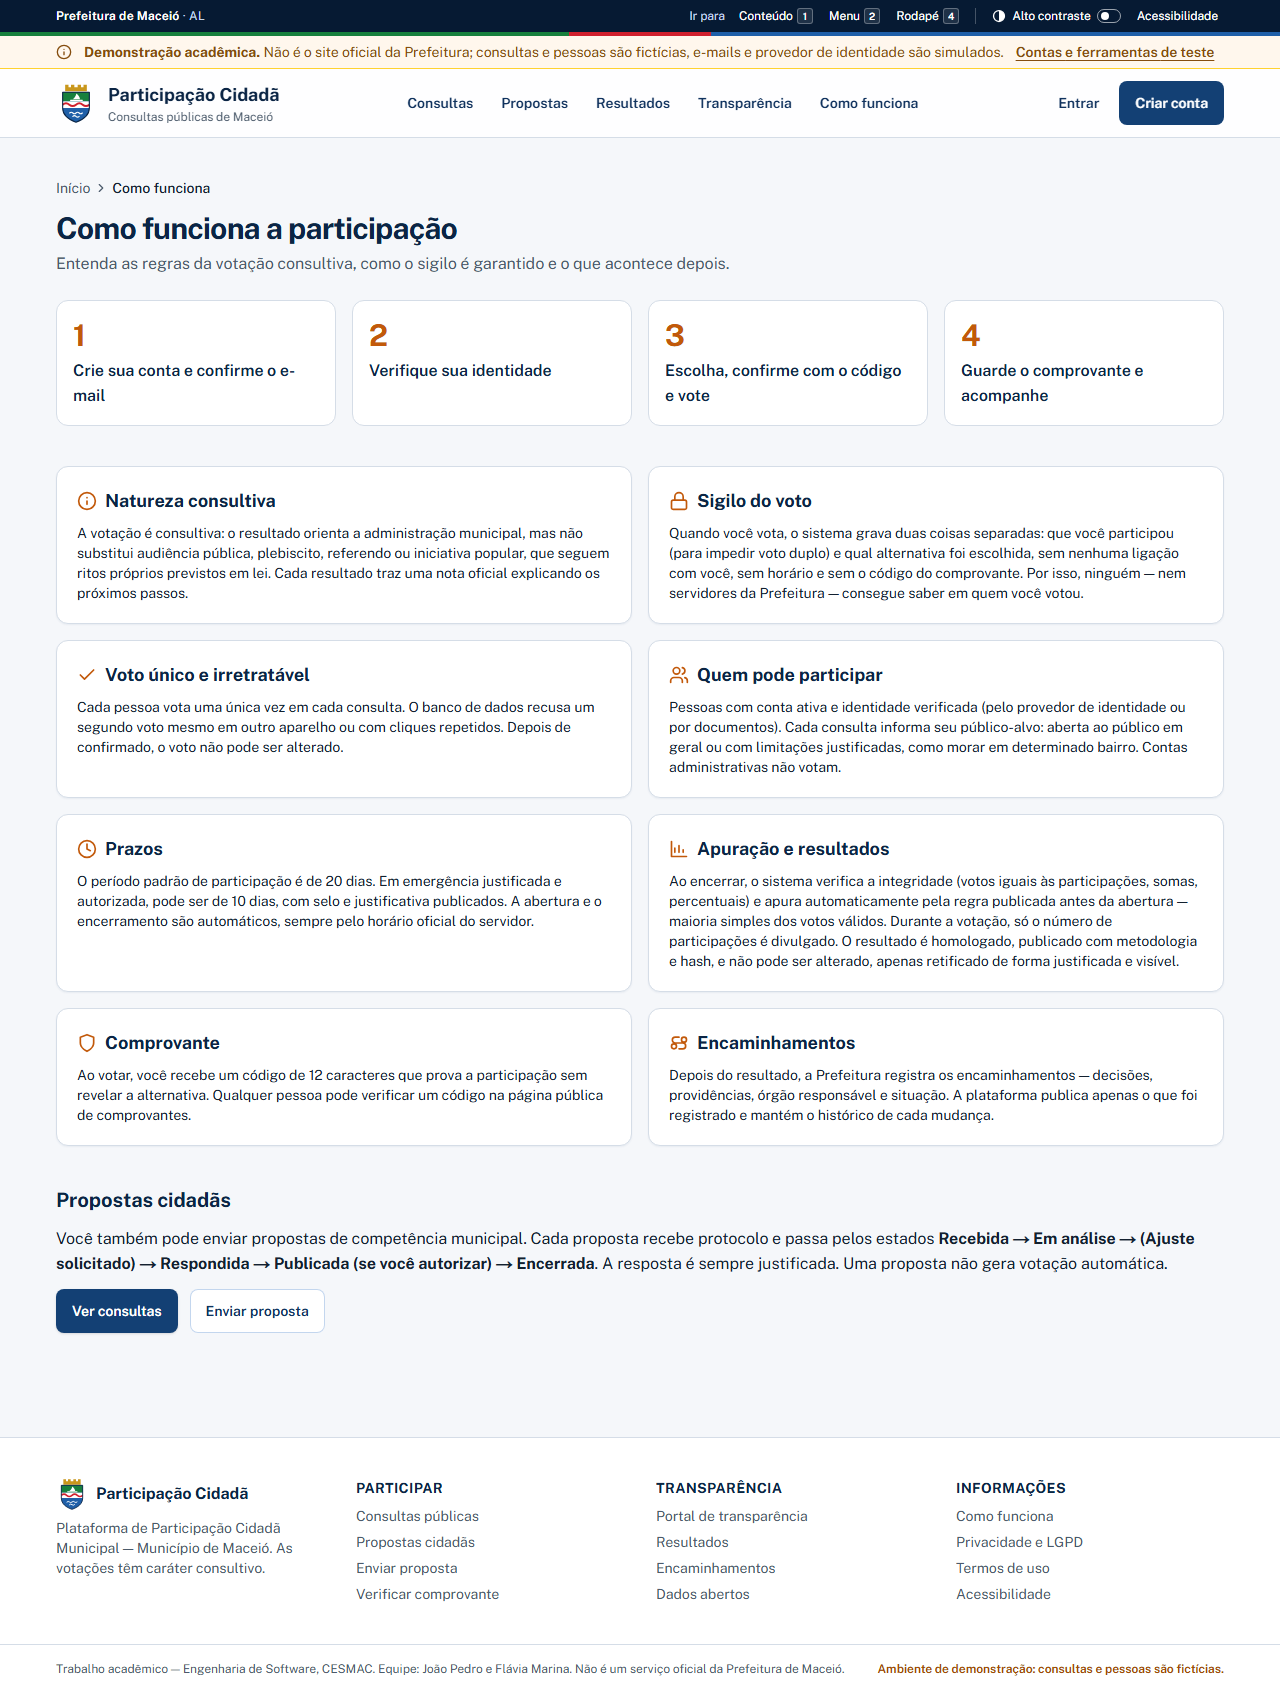 Prefeitura de Maceió · AL
Ir para Conteúdo 1 Menu 2 Rodapé 4 Alto contraste Acessibilidade
Demonstração acadêmica. Não é o site oficial da Prefeitura; consultas e pessoas são fictícias, e-mails e provedor de identidade são simulados. Contas e ferramentas de teste
Participação Cidadã
Consultas públicas de Maceió
Consultas Propostas Resultados Transparência Como funciona
Entrar Criar conta
Início > Como funciona
Como funciona a participação
Entenda as regras da votação consultiva, como o sigilo é garantido e o que acontece depois.
1
Crie sua conta e confirme o e-
mail
2
Verifique sua identidade
3
Escolha, confirme com o código
e vote
4
Guarde o comprovante e
acompanhe
Natureza consultiva
A votação é consultiva: o resultado orienta a administração municipal, mas não
substitui audiência pública, plebiscito, referendo ou iniciativa popular, que seguem
ritos próprios previstos em lei. Cada resultado traz uma nota oficial explicando os
próximos passos.
Sigilo do voto
Quando você vota, o sistema grava duas coisas separadas: que você participou
(para impedir voto duplo) e qual alternativa foi escolhida, sem nenhuma ligação
com você, sem horário e sem o código do comprovante. Por isso, ninguém — nem
servidores da Prefeitura — consegue saber em quem você votou.
Voto único e irretratável
Cada pessoa vota uma única vez em cada consulta. O banco de dados recusa um
segundo voto mesmo em outro aparelho ou com cliques repetidos. Depois de
confirmado, o voto não pode ser alterado.
Quem pode participar
Pessoas com conta ativa e identidade verificada (pelo provedor de identidade ou
por documentos). Cada consulta informa seu público-alvo: aberta ao público em
geral ou com limitações justificadas, como morar em determinado bairro. Contas
administrativas não votam.
Prazos
O período padrão de participação é de 20 dias. Em emergência justificada e
autorizada, pode ser de 10 dias, com selo e justificativa publicados. A abertura e o
encerramento são automáticos, sempre pelo horário oficial do servidor.
Apuração e resultados
Ao encerrar, o sistema verifica a integridade (votos iguais às participações, somas,
percentuais) e apura automaticamente pela regra publicada antes da abertura —
maioria simples dos votos válidos. Durante a votação, só o número de
participações é divulgado. O resultado é homologado, publicado com metodologia
e hash, e não pode ser alterado, apenas retificado de forma justificada e visível.
Comprovante
Ao votar, você recebe um código de 12 caracteres que prova a participação sem
revelar a alternativa. Qualquer pessoa pode verificar um código na página pública
de comprovantes.
Encaminhamentos
Depois do resultado, a Prefeitura registra os encaminhamentos — decisões,
providências, órgão responsável e situação. A plataforma publica apenas o que foi
registrado e mantém o histórico de cada mudança.
Propostas cidadãs
Você também pode enviar propostas de competência municipal. Cada proposta recebe protocolo e passa pelos estados Recebida → Em análise → (Ajuste
solicitado) → Respondida → Publicada (se você autorizar) → Encerrada. A resposta é sempre justificada. Uma proposta não gera votação automática.
Ver consultas Enviar proposta
Participação Cidadã
Plataforma de Participação Cidadã
Municipal — Município de Maceió. As
votações têm caráter consultivo.
PARTICIPAR
Consultas públicas
Propostas cidadãs
Enviar proposta
Verificar comprovante
TRANSPARÊNCIA
Portal de transparência
Resultados
Encaminhamentos
Dados abertos
INFORMAÇÕES
Como funciona
Privacidade e LGPD
Termos de uso
Acessibilidade
Trabalho acadêmico — Engenharia de Software, CESMAC. Equipe: João Pedro e Flávia Marina. Não é um serviço oficial da Prefeitura de Maceió.
Ambiente de demonstração: consultas e pessoas são fictícias.